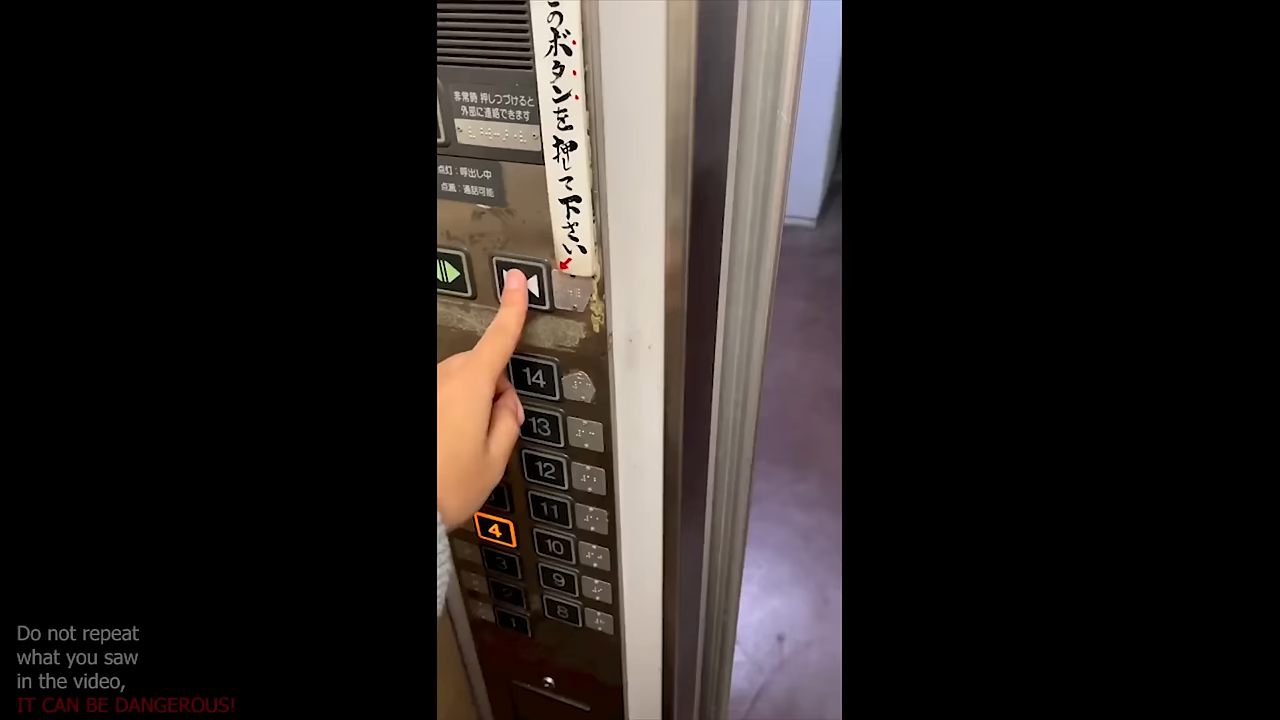 のボタンを押して下さい
非常時 押しつづけると
外部に連絡できます
点灯：呼出し中
点滅：通話可能
14
13
12
11
4
10
3
9
2
8
1
Do not repeat
what you saw
in the video,
IT CAN BE DANGEROUS!